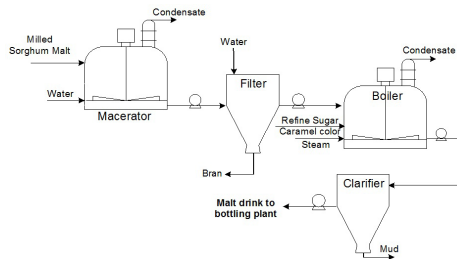 Condensate
Milled
Sorghum Malt
Water
Macerator
Water
Filter
Bran
Condensate
Boiler
Refine Sugar
Caramel color
Steam
Clarifier
Malt drink to
bottling plant
Mud